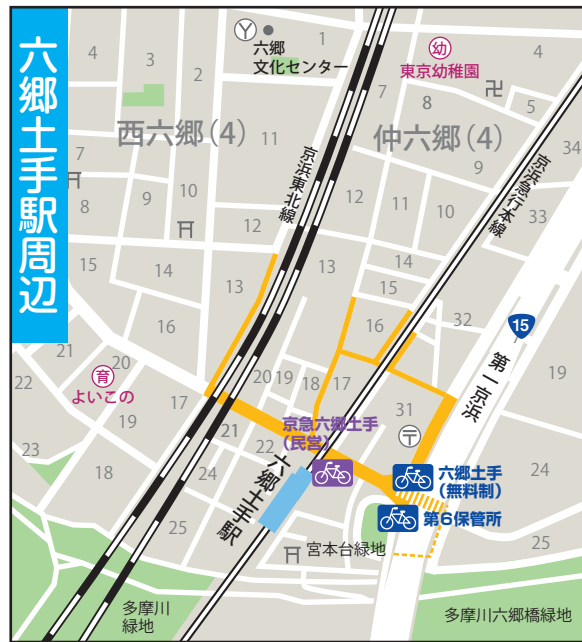 六郷土手駅周辺
4
3
2
1
Y
六郷
文化センター
幼
東京幼稚園
4
7
8
5
卍
34
西六郷(4)
11
仲六郷(4)
7
京浜東北線
9
京浜急行本線
8
9
10
12
11
10
33
12
15
14
13
13
14
15
16
16
32
15
第一京浜
21
20
22
育
よいこの
17
19
20
19
18
17
31
19
21
京急六郷土手
(民営)
〒
22
23
18
24
六郷土手駅
六郷土手
(無料制)
24
第6保管所
25
宮本台緑地
25
多摩川
緑地
多摩川六郷橋緑地